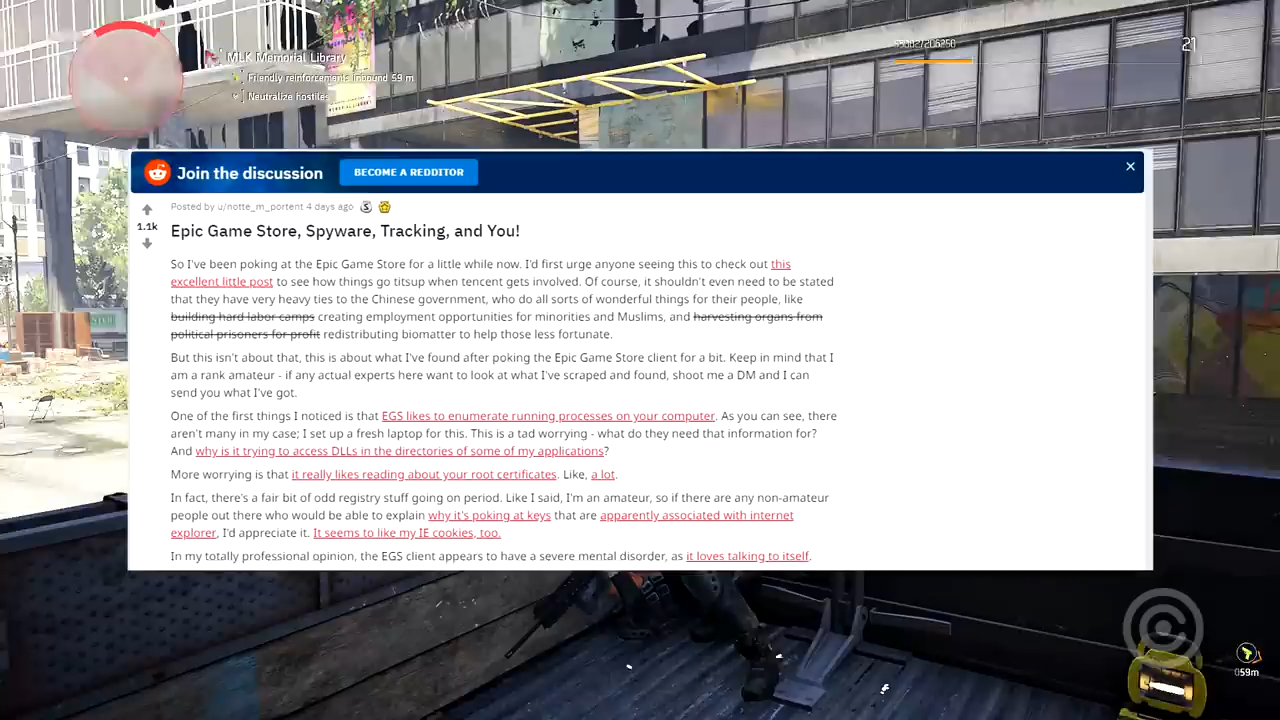 N
MLK Memorial Library
Friendly reinforcements inbound 59 m
Neutralize hostiles
21
Join the discussion
BECOME A REDDITOR
Posted by u/notte_m_portent 4 days ago
1.1k
Epic Game Store, Spyware, Tracking, and You!
So I've been poking at the Epic Game Store for a little while now. I'd first urge anyone seeing this to check out this
excellent little post to see how things go titsup when tencent gets involved. Of course, it shouldn't even need to be stated
that they have very heavy ties to the Chinese government, who do all sorts of wonderful things for their people, like
building hard labor camps creating employment opportunities for minorities and Muslims, and harvesting organs from
political prisoners for profit redistributing biomatter to help those less fortunate.
But this isn't about that, this is about what I've found after poking the Epic Game Store client for a bit. Keep in mind that I
am a rank amateur - if any actual experts here want to look at what I've scraped and found, shoot me a DM and I can
send you what I've got.
One of the first things I noticed is that EGS likes to enumerate running processes on your computer. As you can see, there
aren't many in my case; I set up a fresh laptop for this. This is a tad worrying - what do they need that information for?
And why is it trying to access DLLs in the directories of some of my applications?
More worrying is that it really likes reading about your root certificates. Like, a lot.
In fact, there's a fair bit of odd registry stuff going on period. Like I said, I'm an amateur, so if there are any non-amateur
people out there who would be able to explain why it's poking at keys that are apparently associated with internet
explorer, I'd appreciate it. It seems to like my IE cookies, too.
In my totally professional opinion, the EGS client appears to have a severe mental disorder, as it loves talking to itself.
059m